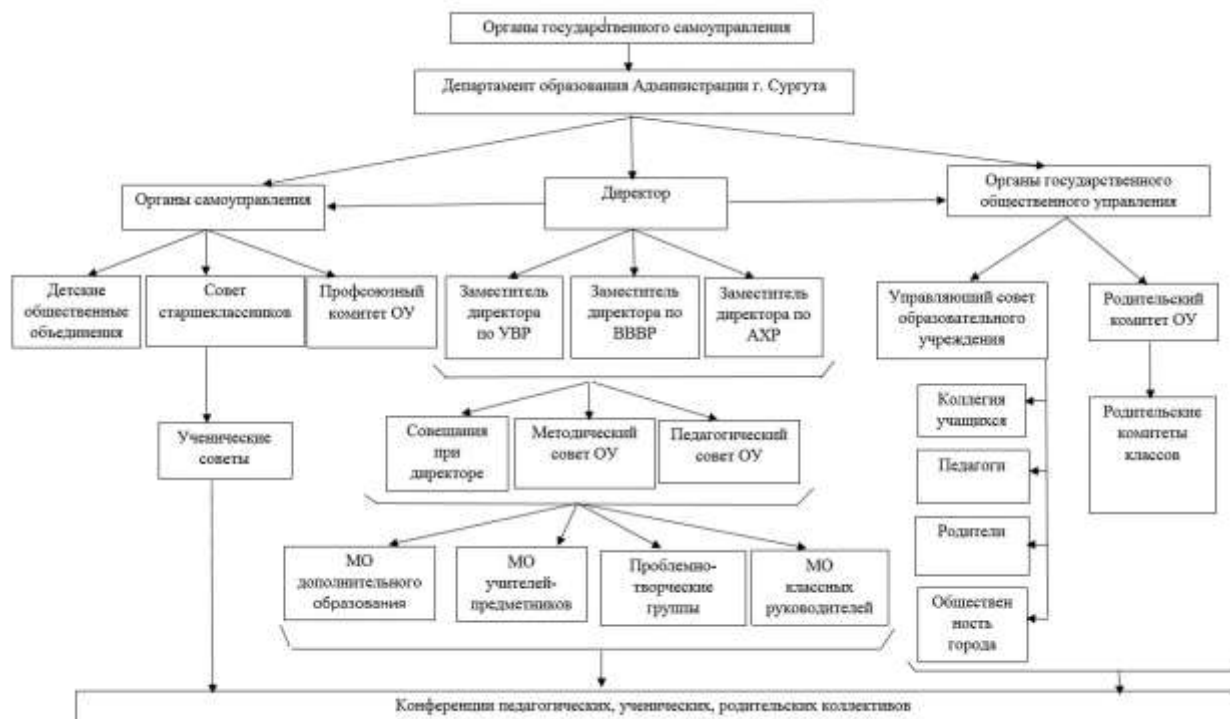 Органы государственного самоуправления
Департамент образования Администрации г. Сургута
Органы самоуправления
Директор
Органы государственного
общественного управления
Детские
общественные
объединения
Совет
старшеклассников
Профсоюзный
комитет ОУ
Заместитель
директора
по УВР
Заместитель
директора по
ВВВР
Заместитель
директора по
АХР
Управляющий совет
образовательного
учреждения
Родительский
комитет ОУ
Ученические
советы
Совещания
при
директоре
Методический
совет ОУ
Педагогический
совет ОУ
Коллегия
учащихся
Педагоги
Родители
Обществен
ность
города
Родительские
комитеты
классов
МО
дополнительного
образования
МО
учителей-
предметников
Проблемно-
творческие
группы
МО
классных
руководителей
Конференции педагогических, ученических, родительских коллективов